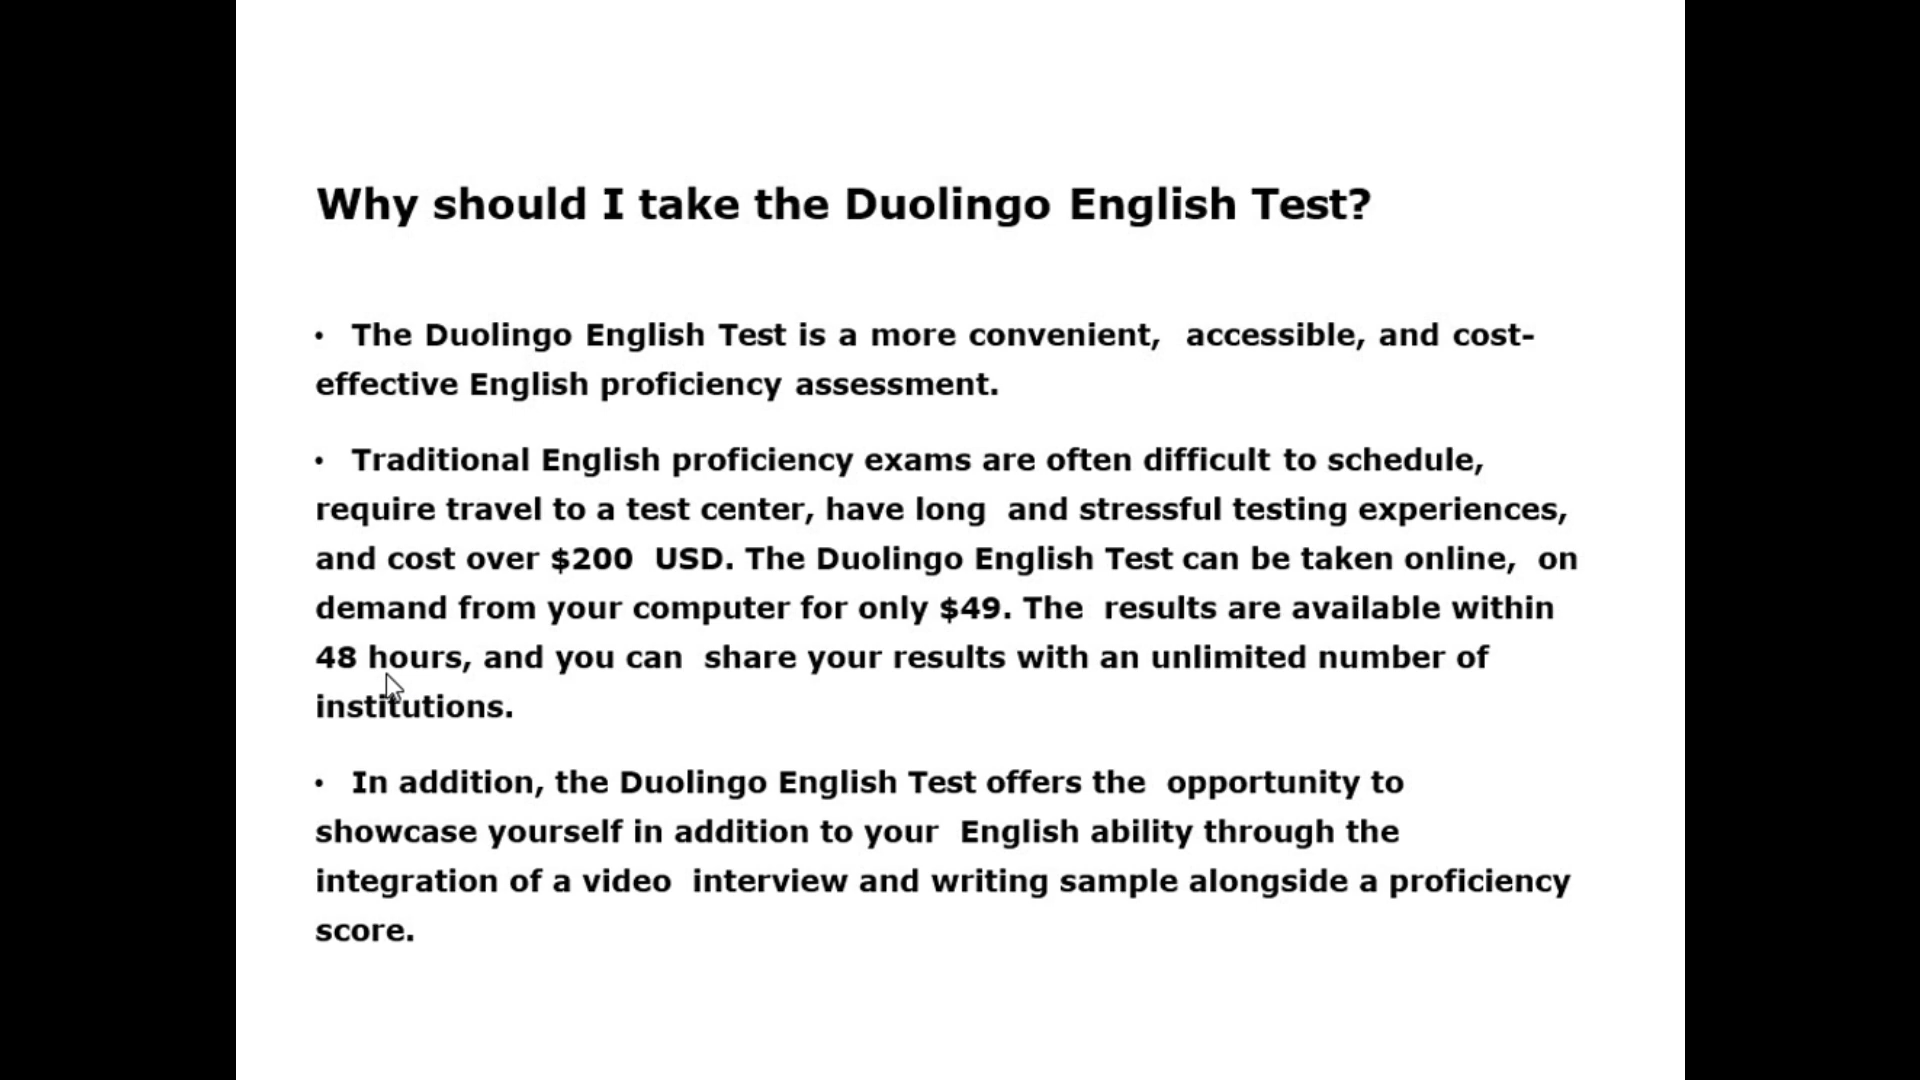 Why should I take the Duolingo English Test?
• The Duolingo English Test is a more convenient, accessible, and cost-
effective English proficiency assessment.
• Traditional English proficiency exams are often difficult to schedule,
require travel to a test center, have long and stressful testing experiences,
and cost over $200 USD. The Duolingo English Test can be taken online, on
demand from your computer for only $49. The results are available within
48 hours, and you can share your results with an unlimited number of
institutions.
• In addition, the Duolingo English Test offers the opportunity to
showcase yourself in addition to your English ability through the
integration of a video interview and writing sample alongside a proficiency
score.